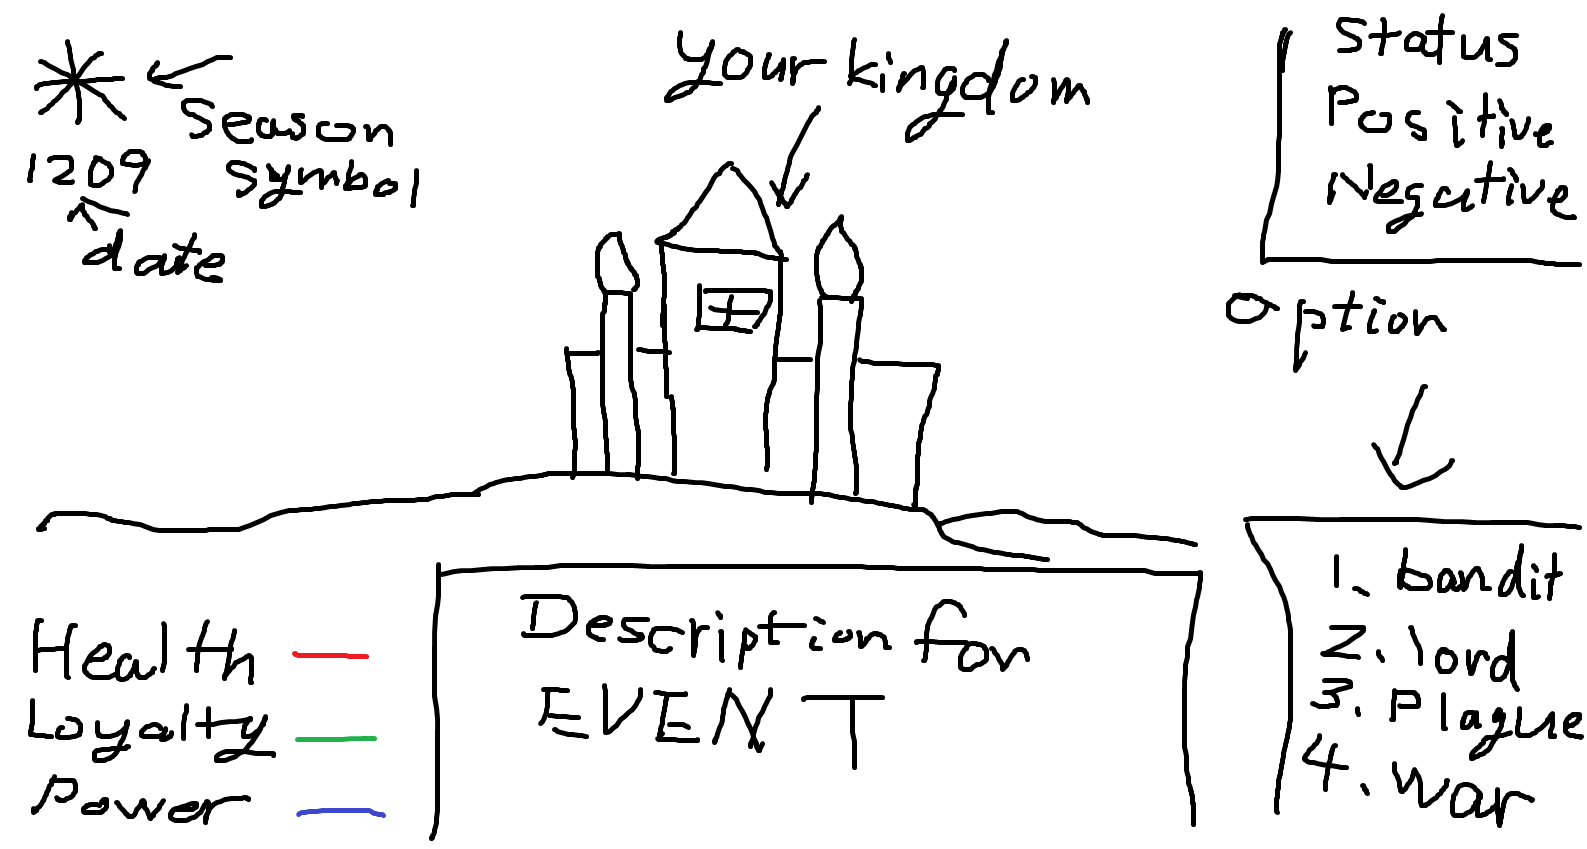 Season
symbol
1209
date
your kingdom
Status
Positive
Negative
Option
1. bandit
2. lord
3. Plague
4. war
Health
Loyalty
Power
Description for
EVENT